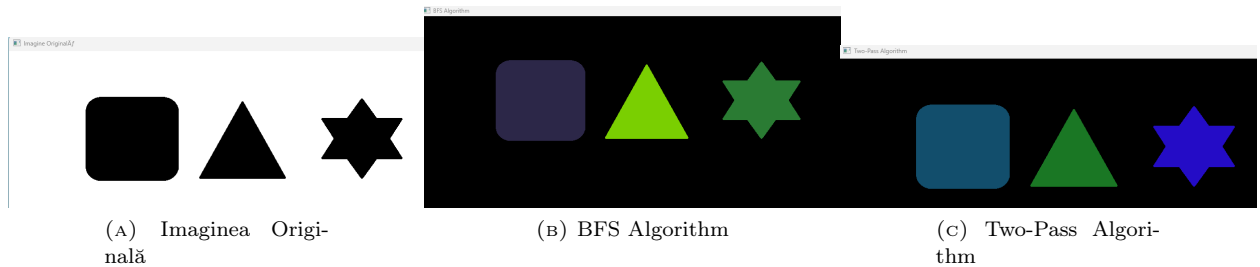 Imagine OriginalÄƒ
BFS Algorithm
Two-Pass Algorithm
(A) Imaginea Origi-
nală
(B) BFS Algorithm
(C) Two-Pass Algori-
thm